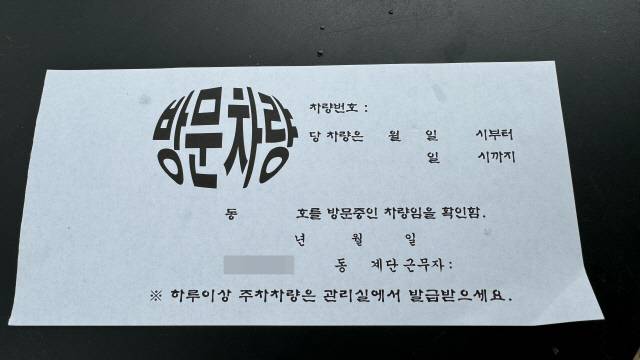 방문차량
차량번호 :
당 차량은 월 일 시부터
일 시까지
동 호를 방문중인 차량임을 확인함.
년 월 일
동 계단 근무자 :
※ 하루이상 주차차량은 관리실에서 발급받으세요.